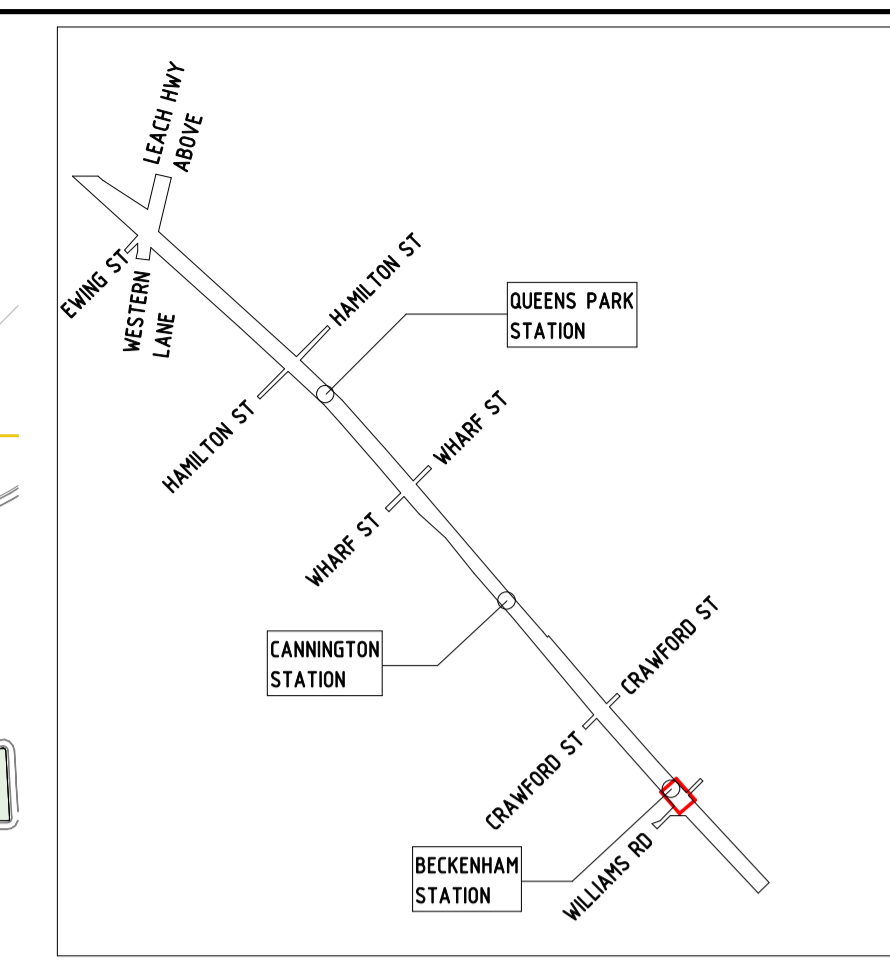 LEACH HWY
ABOVE
EWING ST
WESTERN
LANE
HAMILTON ST
QUEENS PARK
STATION
HAMILTON ST
WHARF ST
WHARF ST
CANNINGTON
STATION
CRAWFORD ST
CRAWFORD ST
BECKENHAM
STATION
WILLIAMS RD